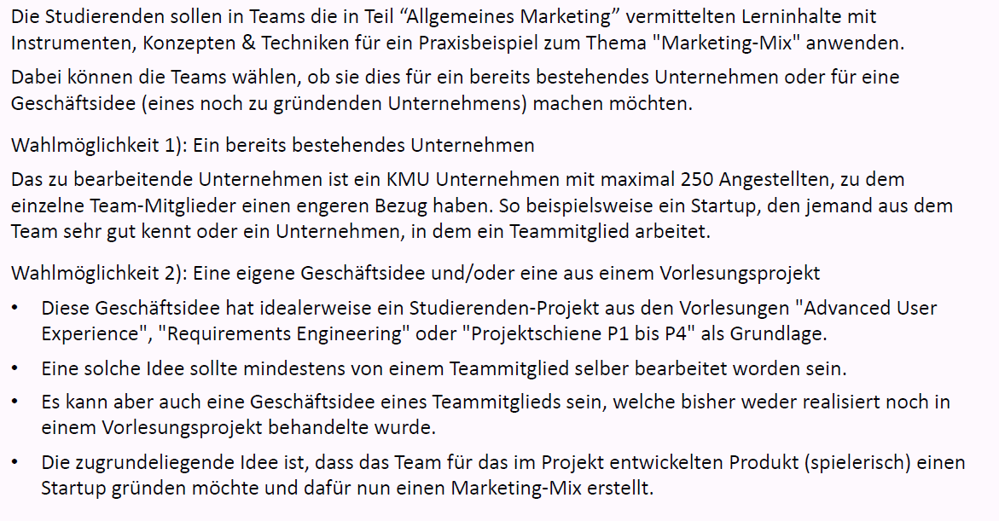 Die Studierenden sollen in Teams die in Teil “Allgemeines Marketing” vermittelten Lerninhalte mit
Instrumenten, Konzepten & Techniken für ein Praxisbeispiel zum Thema "Marketing-Mix" anwenden.
Dabei können die Teams wählen, ob sie dies für ein bereits bestehendes Unternehmen oder für eine
Geschäftsidee (eines noch zu gründenden Unternehmens) machen möchten.
Wahlmöglichkeit 1): Ein bereits bestehendes Unternehmen
Das zu bearbeitende Unternehmen ist ein KMU Unternehmen mit maximal 250 Angestellten, zu dem
einzelne Team-Mitglieder einen engeren Bezug haben. So beispielsweise ein Startup, den jemand aus dem
Team sehr gut kennt oder ein Unternehmen, in dem ein Teammitglied arbeitet.
Wahlmöglichkeit 2): Eine eigene Geschäftsidee und/oder eine aus einem Vorlesungsprojekt
• Diese Geschäftsidee hat idealerweise ein Studierenden-Projekt aus den Vorlesungen "Advanced User
Experience", "Requirements Engineering" oder "Projektschiene P1 bis P4" als Grundlage.
• Eine solche Idee sollte mindestens von einem Teammitglied selber bearbeitet worden sein.
• Es kann aber auch eine Geschäftsidee eines Teammitglieds sein, welche bisher weder realisiert noch in
einem Vorlesungsprojekt behandelte wurde.
• Die zugrundeliegende Idee ist, dass das Team für das im Projekt entwickelten Produkt (spielerisch) einen
Startup gründen möchte und dafür nun einen Marketing-Mix erstellt.